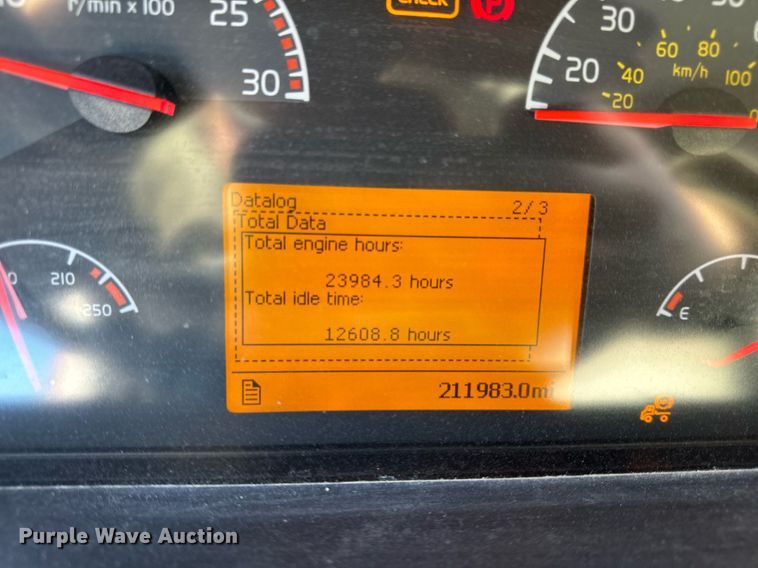 r/min x 100
25
30
CHECK
P
30
20
60 80
40
km/h
100
20
Datalog 2/3
Total Data
Total engine hours:
23984.3 hours
Total idle time:
12608.8 hours
211983.0mi
210
250
E
Purple Wave Auction